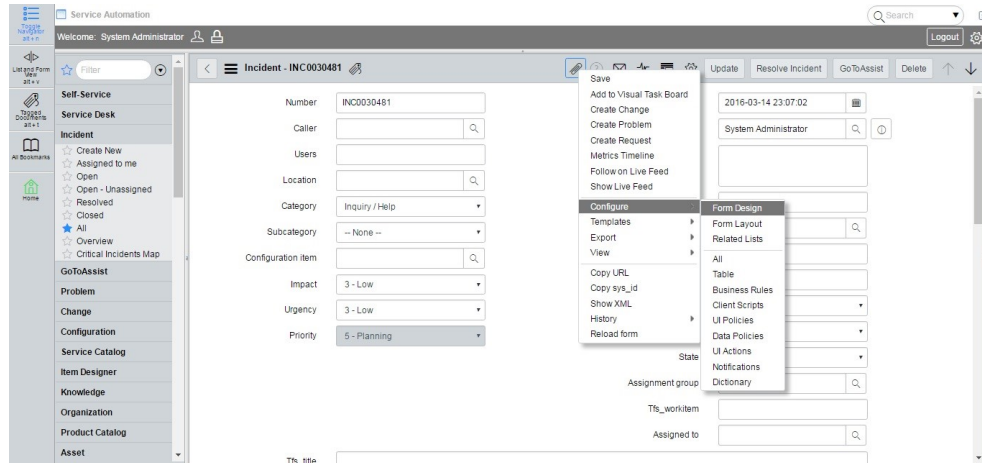 Service Automation
Search
Toggle Navigator alt + n
Welcome: System Administrator
Logout
List and Form View alt + v
Filter
Incident - INC0030481
Update
Resolve Incident
GoToAssist
Delete
Tagged Documents alt + t
All Bookmarks
Home
Self-Service
Service Desk
Incident
Create New
Assigned to me
Open
Open - Unassigned
Resolved
Closed
All
Overview
Critical Incidents Map
GoToAssist
Problem
Change
Configuration
Service Catalog
Item Designer
Knowledge
Organization
Product Catalog
Asset
Number INC0030481
Caller
Users
Location
Category Inquiry / Help
Subcategory -- None --
Configuration item
Impact 3 - Low
Urgency 3 - Low
Priority 5 - Planning
Save
Add to Visual Task Board
Create Change
Create Problem
Create Request
Metrics Timeline
Follow on Live Feed
Show Live Feed
Configure
Templates
Export
View
Copy URL
Copy sys_id
Show XML
History
Reload form
Form Design
Form Layout
Related Lists
All
Table
Business Rules
Client Scripts
UI Policies
Data Policies
UI Actions
Notifications
Dictionary
2016-03-14 23:07:02
System Administrator
State
Assignment group
Tfs_workitem
Assigned to
Tfs_title